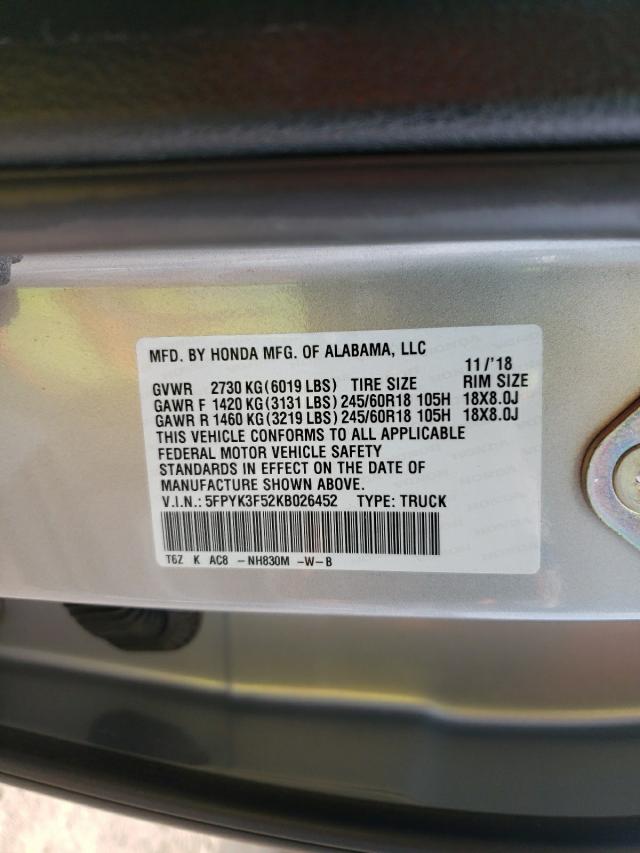 MFD. BY HONDA MFG. OF ALABAMA, LLC 11/'18
GVWR 2730 KG (6019 LBS) TIRE SIZE RIM SIZE
GAWR F 1420 KG (3131 LBS) 245/60R18 105H 18X8.0J
GAWR R 1460 KG (3219 LBS) 245/60R18 105H 18X8.0J
THIS VEHICLE CONFORMS TO ALL APPLICABLE
FEDERAL MOTOR VEHICLE SAFETY
STANDARDS IN EFFECT ON THE DATE OF
MANUFACTURE SHOWN ABOVE.
V.I.N.: 5FPYK3F52KB026452 TYPE: TRUCK
T6Z K AC8 -NH830M -W-B